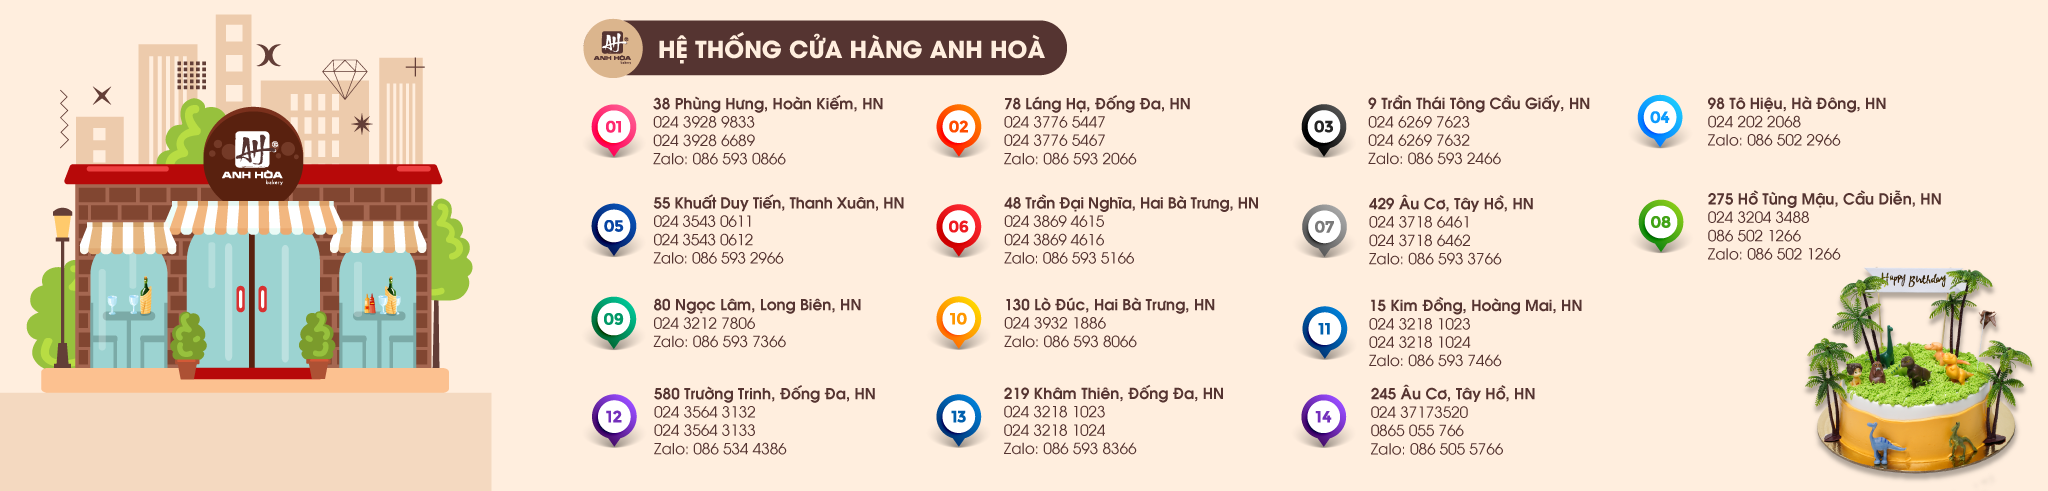 AH
ANH HÒA
bakery
AH
ANH HÒA
bakery
HỆ THỐNG CỬA HÀNG ANH HOÀ
01
38 Phùng Hưng, Hoàn Kiếm, HN
024 3928 9833
024 3928 6689
Zalo: 086 593 0866
02
78 Láng Hạ, Đống Đa, HN
024 3776 5447
024 3776 5467
Zalo: 086 593 2066
03
9 Trần Thái Tông Cầu Giấy, HN
024 6269 7623
024 6269 7632
Zalo: 086 593 2466
04
98 Tô Hiệu, Hà Đông, HN
024 202 2068
Zalo: 086 502 2966
05
55 Khuất Duy Tiến, Thanh Xuân, HN
024 3543 0611
024 3543 0612
Zalo: 086 593 2966
06
48 Trần Đại Nghĩa, Hai Bà Trưng, HN
024 3869 4615
024 3869 4616
Zalo: 086 593 5166
07
429 Âu Cơ, Tây Hồ, HN
024 3718 6461
024 3718 6462
Zalo: 086 593 3766
08
275 Hồ Tùng Mậu, Cầu Diễn, HN
024 3204 3488
086 502 1266
Zalo: 086 502 1266
09
80 Ngọc Lâm, Long Biên, HN
024 3212 7806
Zalo: 086 593 7366
10
130 Lò Đúc, Hai Bà Trưng, HN
024 3932 1886
Zalo: 086 593 8066
11
15 Kim Đồng, Hoàng Mai, HN
024 3218 1023
024 3218 1024
Zalo: 086 593 7466
12
580 Trường Trinh, Đống Đa, HN
024 3564 3132
024 3564 3133
Zalo: 086 534 4386
13
219 Khâm Thiên, Đống Đa, HN
024 3218 1023
024 3218 1024
Zalo: 086 593 8366
14
245 Âu Cơ, Tây Hồ, HN
024 37173520
0865 055 766
Zalo: 086 505 5766
Happy Birthday